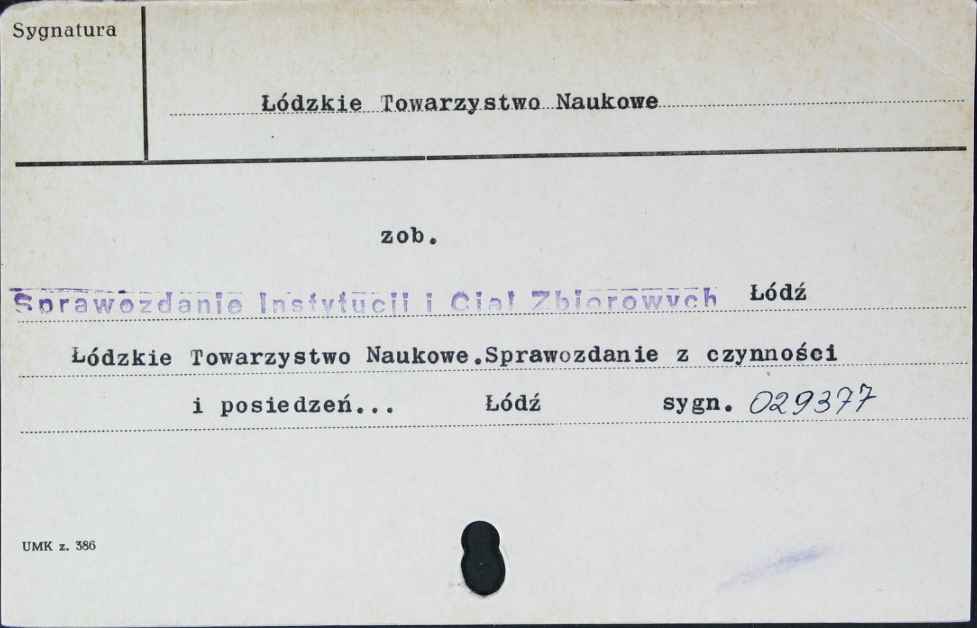 Sygnatura
Łódzkie Towarzystwo Naukowe
zob.
Sprawozdanie Instytucji i Ciał Zbiorowych Łódź
Łódzkie Towarzystwo Naukowe.Sprawozdanie z czynności
i posiedzeń... Łódź sygn. 029377
UMK z. 386